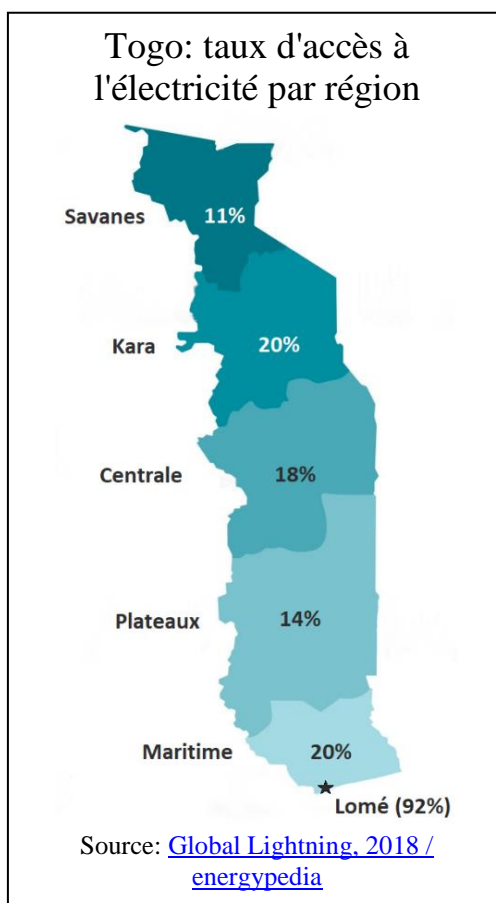 Togo: taux d'accès à
l'électricité par région
Savanes
11%
Kara
20%
Centrale
18%
Plateaux
14%
Maritime
20%
Lomé (92%)
Source: Global Lightning, 2018 /
energypedia